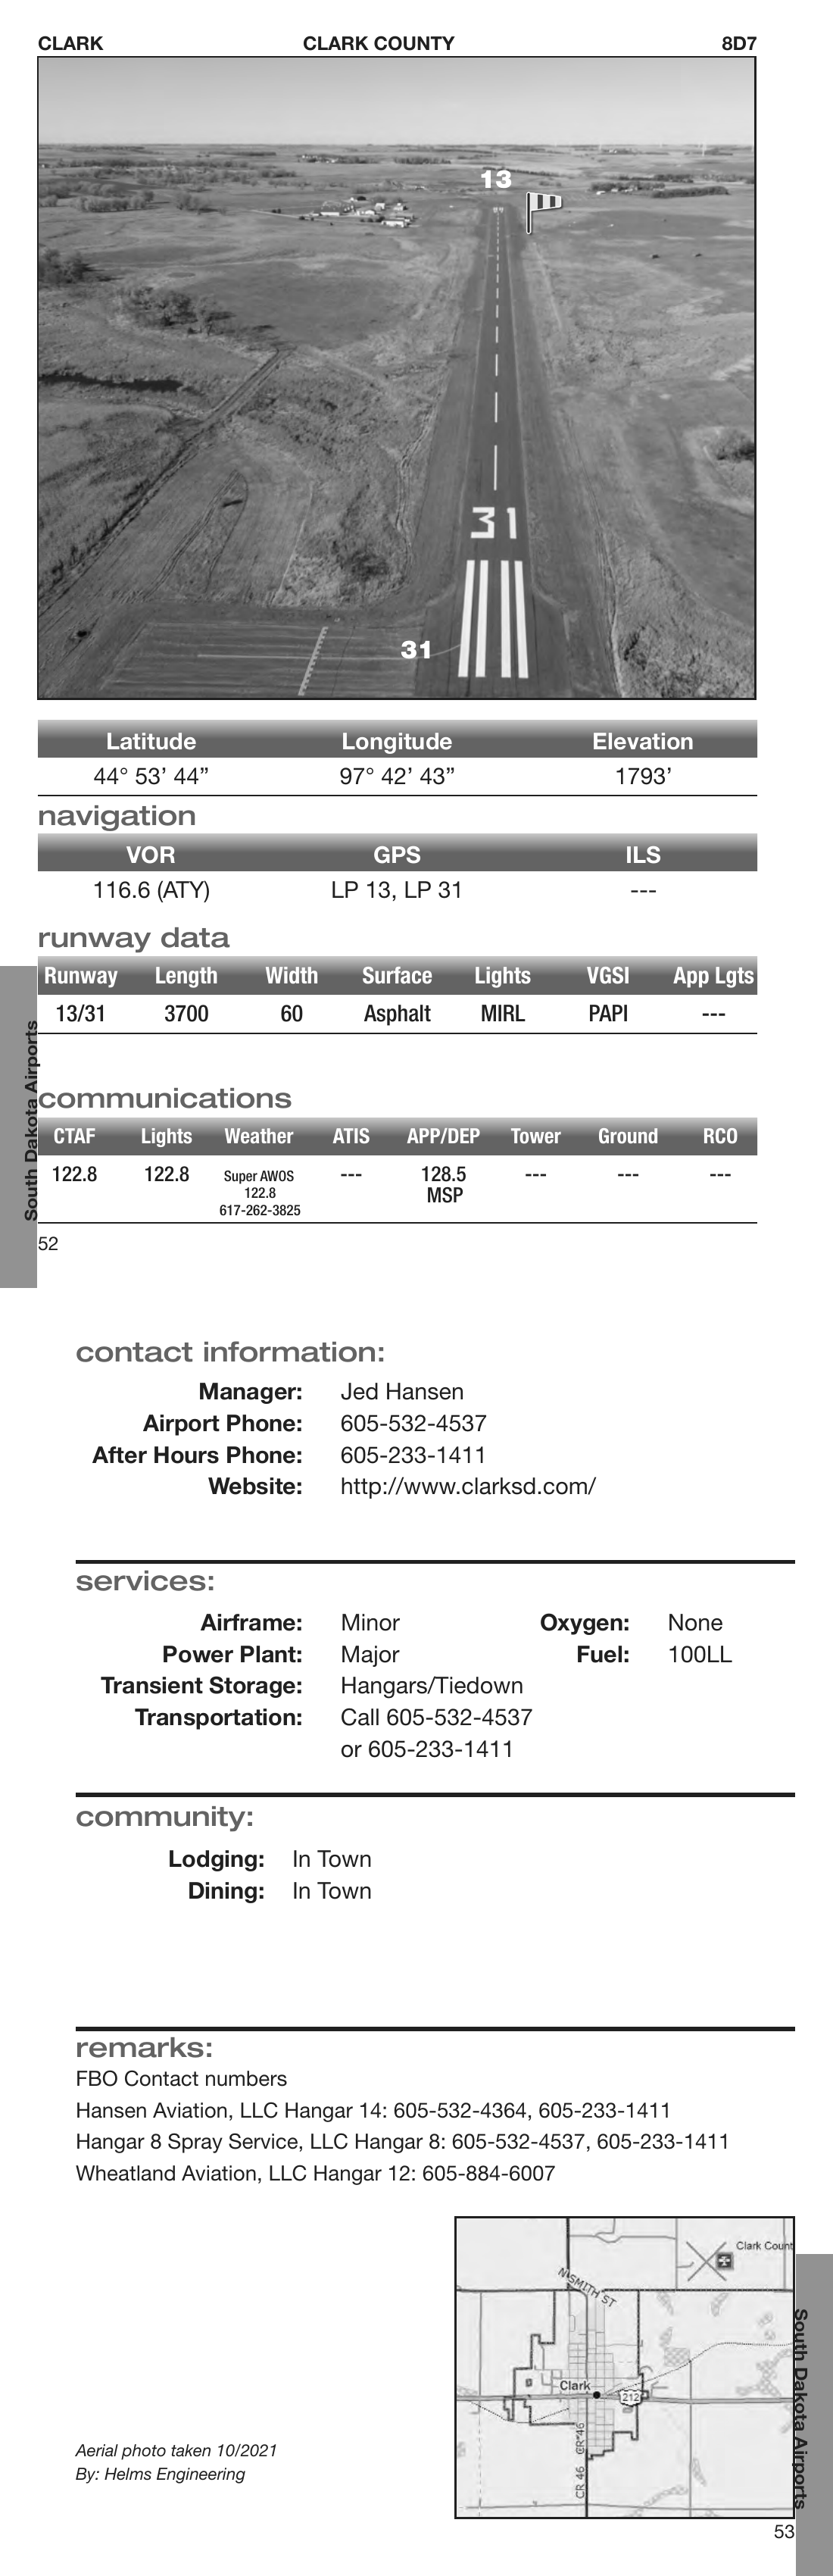 CLARK CLARK COUNTY 8D7
13
31
31
Latitude Longitude Elevation
44° 53’ 44” 97° 42’ 43” 1793’
navigation
VOR GPS ILS
116.6 (ATY) LP 13, LP 31 ---
runway data
Runway Length Width Surface Lights VGSI App Lgts
13/31 3700 60 Asphalt MIRL PAPI ---
communications
CTAF Lights Weather ATIS APP/DEP Tower Ground RCO
122.8 122.8 Super AWOS --- 128.5 --- --- ---
122.8 MSP
617-262-3825
South Dakota Airports
52
contact information:
Manager: Jed Hansen
Airport Phone: 605-532-4537
After Hours Phone: 605-233-1411
Website: http://www.clarksd.com/
services:
Airframe: Minor Oxygen: None
Power Plant: Major Fuel: 100LL
Transient Storage: Hangars/Tiedown
Transportation: Call 605-532-4537
or 605-233-1411
community:
Lodging: In Town
Dining: In Town
remarks:
FBO Contact numbers
Hansen Aviation, LLC Hangar 14: 605-532-4364, 605-233-1411
Hangar 8 Spray Service, LLC Hangar 8: 605-532-4537, 605-233-1411
Wheatland Aviation, LLC Hangar 12: 605-884-6007
Clark Count
N SMITH ST
Clark
212
CR 46
CR 46
Aerial photo taken 10/2021
By: Helms Engineering
South Dakota Airports
53